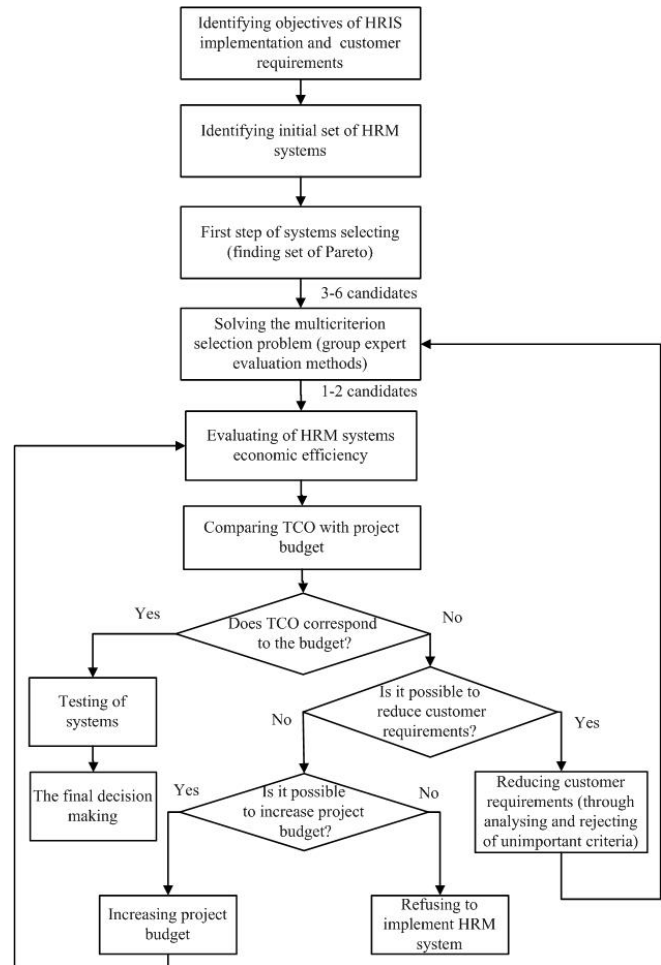 Identifying objectives of HRIS
implementation and customer
requirements
Identifying initial set of HRM
systems
First step of systems selecting
(finding set of Pareto)
3-6 candidates
Solving the multicriterion
selection problem (group expert
evaluation methods)
1-2 candidates
Evaluating of HRM systems
economic efficiency
Comparing TCO with project
budget
Yes
Does TCO correspond
to the budget?
No
Testing of
systems
The final decision
making
Is it possible to
reduce customer
requirements?
No
Yes
Reducing customer
requirements (through
analysing and rejecting
of unimportant criteria)
Yes
Is it possible
to increase project
budget?
No
Increasing project
budget
Refusing to
implement HRM
system